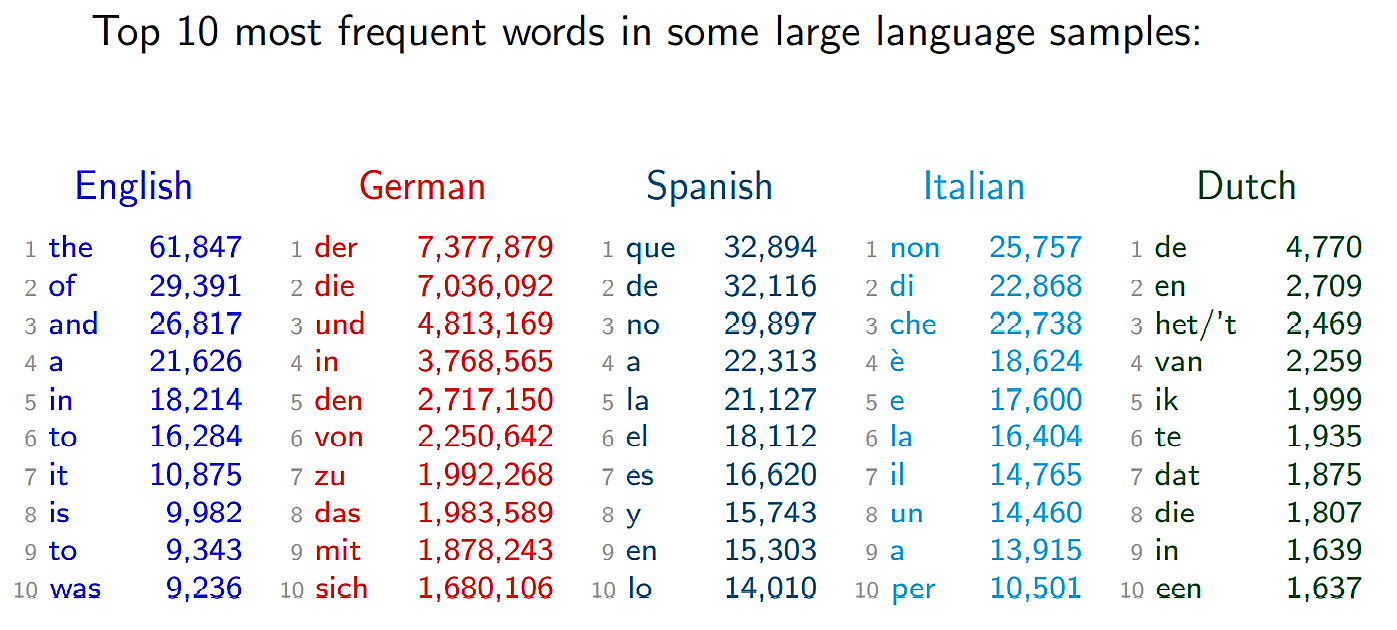 Top 10 most frequent words in some large language samples:
English German Spanish Italian Dutch
1 the 61,847 1 der 7,377,879 1 que 32,894 1 non 25,757 1 de 4,770
2 of 29,391 2 die 7,036,092 2 de 32,116 2 di 22,868 2 en 2,709
3 and 26,817 3 und 4,813,169 3 no 29,897 3 che 22,738 3 het/'t 2,469
4 a 21,626 4 in 3,768,565 4 a 22,313 4 è 18,624 4 van 2,259
5 in 18,214 5 den 2,717,150 5 la 21,127 5 e 17,600 5 ik 1,999
6 to 16,284 6 von 2,250,642 6 el 18,112 6 la 16,404 6 te 1,935
7 it 10,875 7 zu 1,992,268 7 es 16,620 7 il 14,765 7 dat 1,875
8 is 9,982 8 das 1,983,589 8 y 15,743 8 un 14,460 8 die 1,807
9 to 9,343 9 mit 1,878,243 9 en 15,303 9 a 13,915 9 in 1,639
10 was 9,236 10 sich 1,680,106 10 lo 14,010 10 per 10,501 10 een 1,637